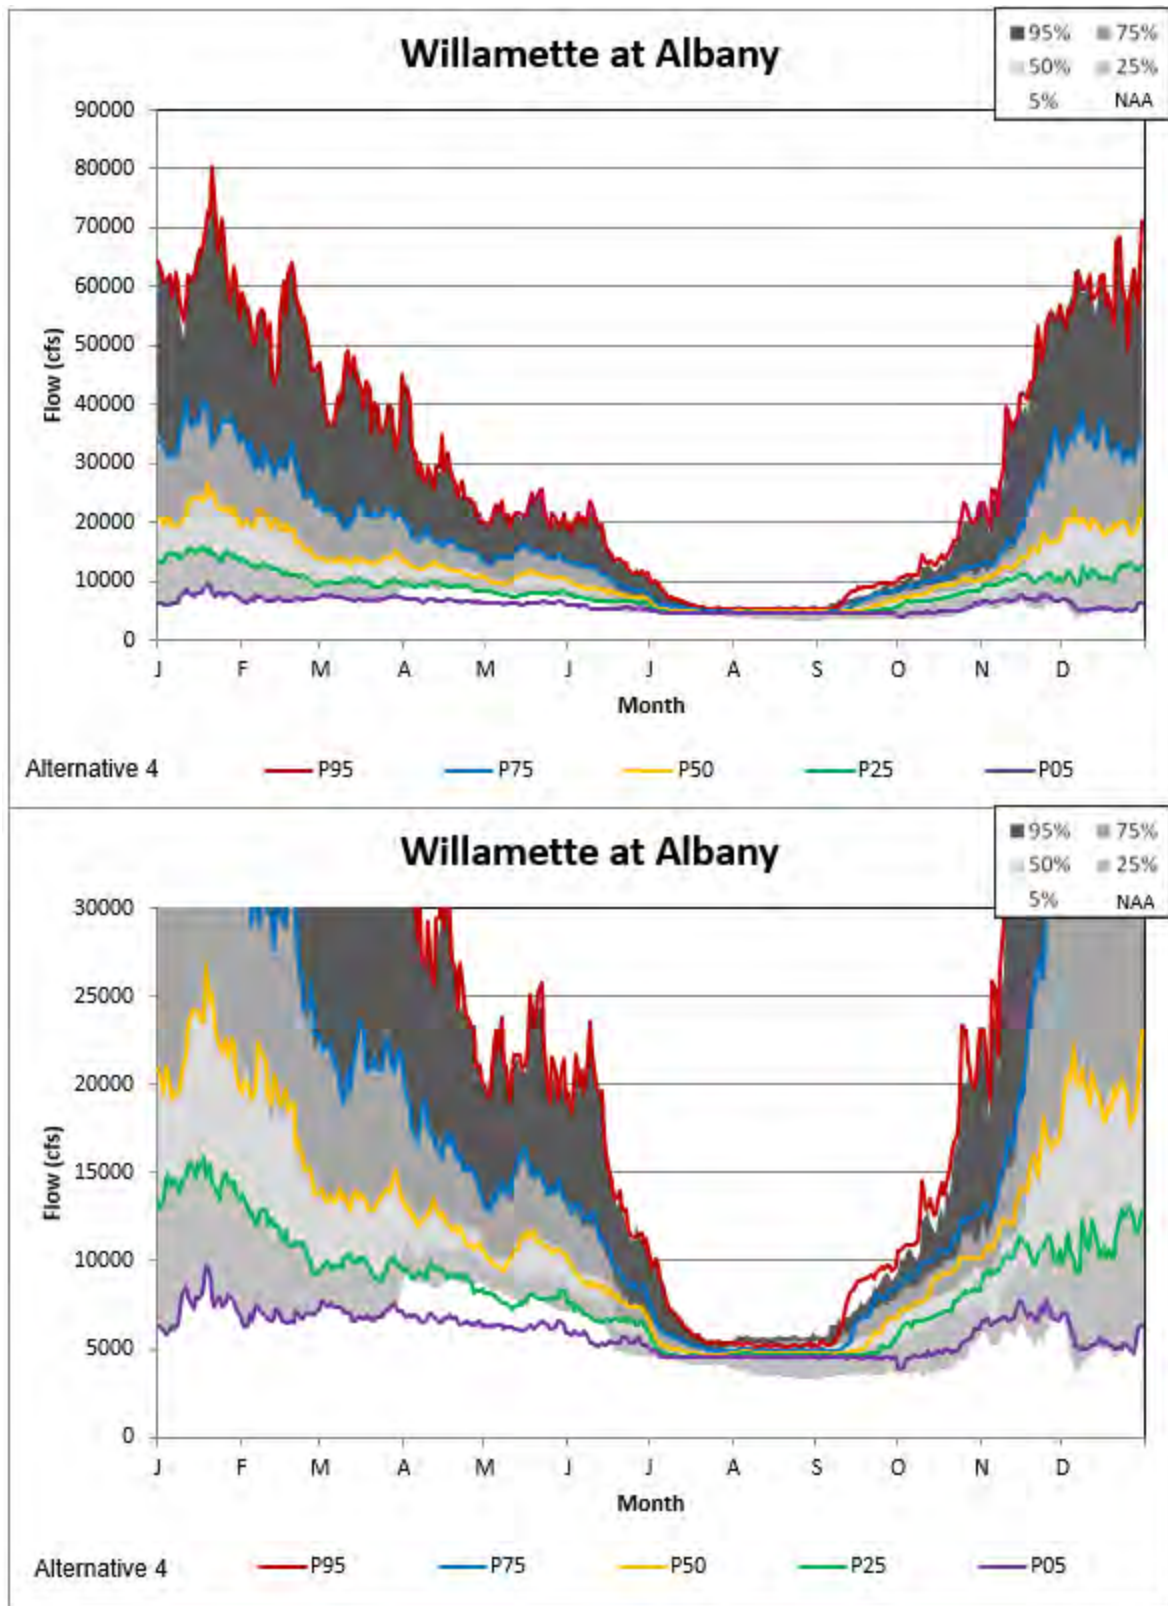 Willamette at Albany
95% 75%
50% 25%
5% NAA
90000
80000
70000
60000
50000
40000
30000
20000
10000
0
Flow (cfs)
J F M A M J J A S O N D
Month
Alternative 4 P95 P75 P50 P25 P05
Willamette at Albany
95% 75%
50% 25%
5% NAA
30000
25000
20000
15000
10000
5000
0
Flow (cfs)
J F M A M J J A S O N D
Month
Alternative 4 P95 P75 P50 P25 P05